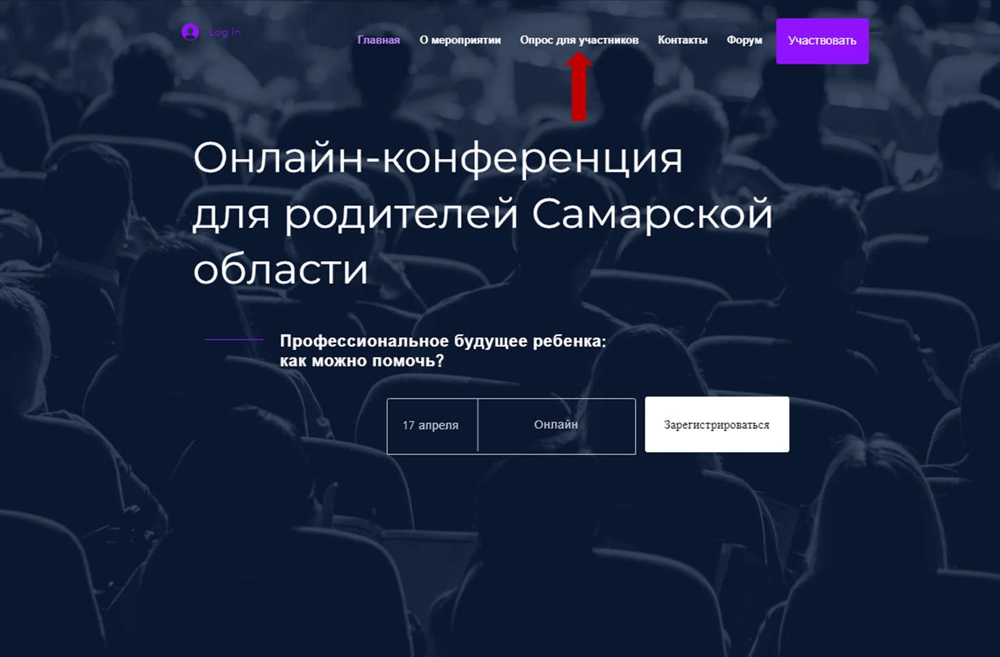 Log In
Главная О мероприятии Опрос для участников Контакты Форум Участвовать
Онлайн-конференция
для родителей Самарской
области
Профессиональное будущее ребенка:
как можно помочь?
17 апреля Онлайн Зарегистрироваться